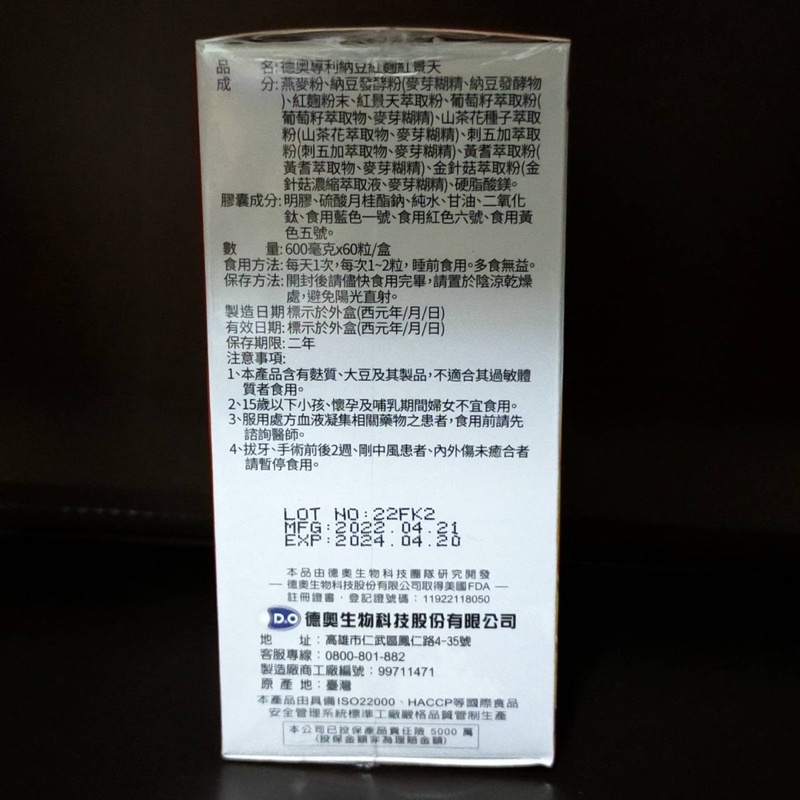 品　　名:德奧專利納豆紅麴紅景天
成　　分:燕麥粉、納豆發酵粉(麥芽糊精、納豆發酵物
)、紅麴粉末、紅景天萃取粉、葡萄籽萃取粉(
葡萄籽萃取物、麥芽糊精)、山茶花種子萃取
粉(山茶花萃取物、麥芽糊精)、刺五加萃取
粉(刺五加萃取物、麥芽糊精)、黃耆萃取粉(
黃耆萃取物、麥芽糊精)、金針菇萃取粉(金
針菇濃縮萃取液、麥芽糊精)、硬脂酸鎂。
膠囊成分:明膠、硫酸月桂酯鈉、純水、甘油、二氧化
鈦、食用藍色一號、食用紅色六號、食用黃
色五號。
數　　量:600毫克x60粒/盒
食用方法:每天1次,每次1~2粒,睡前食用。多食無益。
保存方法:開封後請儘快食用完畢,請置於陰涼乾燥
處,避免陽光直射。
製造日期:標示於外盒(西元年/月/日)
有效日期:標示於外盒(西元年/月/日)
保存期限:二年
注意事項:
1、本產品含有麩質、大豆及其製品,不適合其過敏體
質者食用。
2、15歲以下小孩、懷孕及哺乳期間婦女不宜食用。
3、服用處方血液凝集相關藥物之患者,食用前請先
諮詢醫師。
4、拔牙、手術前後2週、剛中風患者、內外傷未癒合者
請暫停食用。
LOT NO:22FK2
MFG:2022.04.21
EXP:2024.04.20
本品由德奧生物科技團隊研究開發
德奧生物科技股份有限公司取得美國FDA
註冊證書，登記證號碼：11922118050
D.O 德奧生物科技股份有限公司
地　　址：高雄市仁武區鳳仁路4-35號
客服專線：0800-801-882
製造廠商工廠編號：99711471
原 產 地：臺灣
本產品由具備ISO22000、HACCP等國際食品
安全管理系統標準工廠嚴格品質管制生產
本公司已投保產品責任險 5000 萬
(投保金額非為理賠金額)